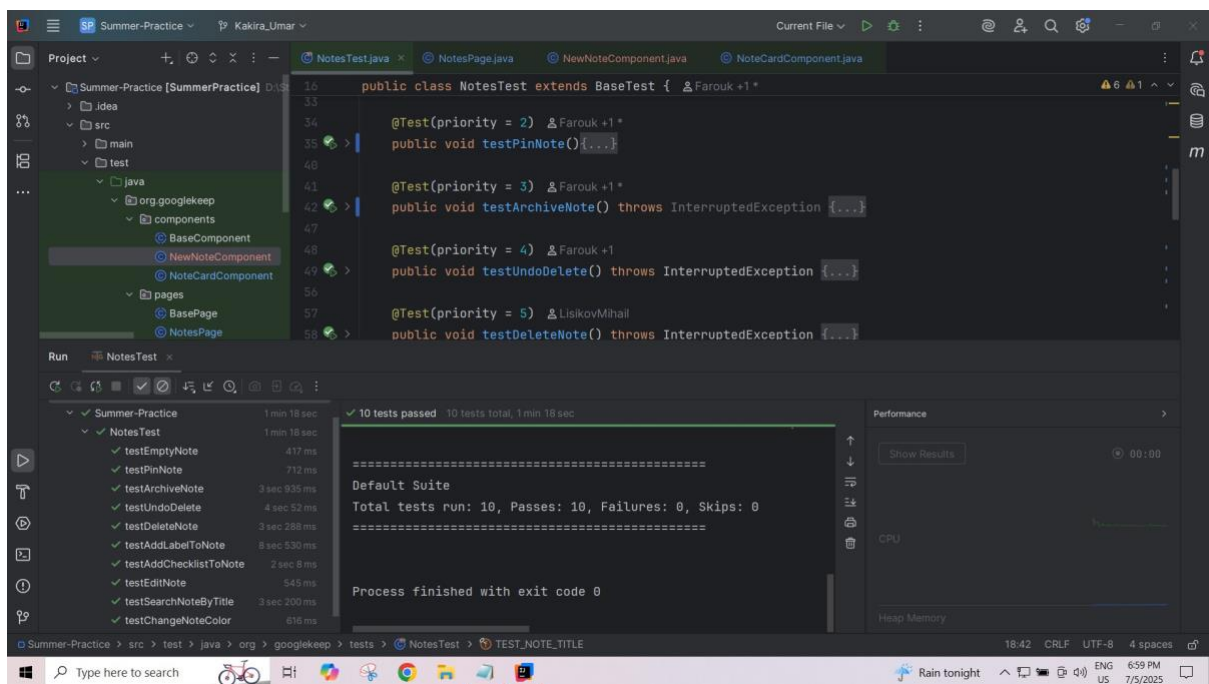 SP Summer-Practice Kakira_Umar Current File
Project NotesTest.java NotesPage.java NewNoteComponent.java NoteCardComponent.java
Summer-Practice [SummerPractice]
.idea
src
main
test
java
org.googlekeep
components
BaseComponent
NewNoteComponent
NoteCardComponent
pages
BasePage
NotesPage
16 public class NotesTest extends BaseTest { Farouk +1 * 6 1
33
34 @Test(priority = 2) Farouk +1 *
35 public void testPinNote(){...}
40
41 @Test(priority = 3) Farouk +1 *
42 public void testArchiveNote() throws InterruptedException {...}
47
48 @Test(priority = 4) Farouk +1
49 public void testUndoDelete() throws InterruptedException {...}
56
57 @Test(priority = 5) LisikovMihail
58 public void testDeleteNote() throws InterruptedException {...}
Run NotesTest
Summer-Practice 1 min 18 sec
NotesTest 1 min 18 sec
testEmptyNote 417 ms
testPinNote 712 ms
testArchiveNote 3 sec 935 ms
testUndoDelete 4 sec 52 ms
testDeleteNote 3 sec 288 ms
testAddLabelToNote 8 sec 530 ms
testAddChecklistToNote 2 sec 8 ms
testEditNote 545 ms
testSearchNoteByTitle 3 sec 200 ms
testChangeNoteColor 616 ms
10 tests passed 10 tests total, 1 min 18 sec
===============================================
Default Suite
Total tests run: 10, Passes: 10, Failures: 0, Skips: 0
===============================================
Process finished with exit code 0
Performance
Show Results 00:00
CPU
Heap Memory
Summer-Practice > src > test > java > org > googlekeep > tests > NotesTest > TEST_NOTE_TITLE 18:42 CRLF UTF-8 4 spaces
Type here to search Rain tonight ENG 6:59 PM
US 7/5/2025